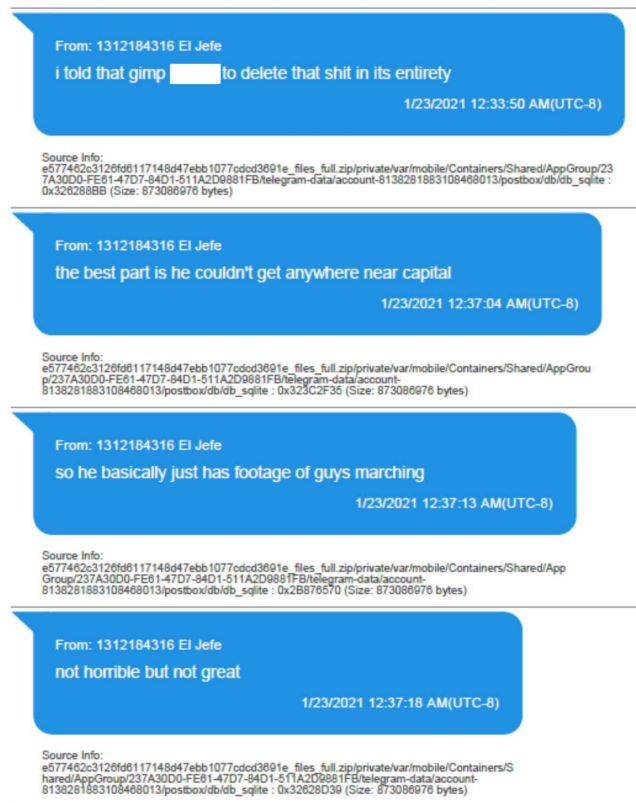 From: 1312184316 El Jefe
i told that gimp to delete that shit in its entirety
1/23/2021 12:33:50 AM(UTC-8)
Source Info:
e577462c3126fd6117148d47ebb1077cdcd3691e_files_full.zip/private/var/mobile/Containers/Shared/AppGroup/23
7A30D0-FE61-47D7-84D1-511A2D9881FB/telegram-data/account-8138281883108468013/postbox/db/db_sqlite :
0x326288BB (Size: 873086976 bytes)
From: 1312184316 El Jefe
the best part is he couldn't get anywhere near capital
1/23/2021 12:37:04 AM(UTC-8)
Source Info:
e577462c3126fd6117148d47ebb1077cdcd3691e_files_full.zip/private/var/mobile/Containers/Shared/AppGrou
p/237A30D0-FE61-47D7-84D1-511A2D9881FB/telegram-data/account-
8138281883108468013/postbox/db/db_sqlite : 0x323C2F35 (Size: 873086976 bytes)
From: 1312184316 El Jefe
so he basically just has footage of guys marching
1/23/2021 12:37:13 AM(UTC-8)
Source Info:
e577462c3126fd6117148d47ebb1077cdcd3691e_files_full.zip/private/var/mobile/Containers/Shared/App
Group/237A30D0-FE61-47D7-84D1-511A2D9881FB/telegram-data/account-
8138281883108468013/postbox/db/db_sqlite : 0x2B876570 (Size: 873086976 bytes)
From: 1312184316 El Jefe
not horrible but not great
1/23/2021 12:37:18 AM(UTC-8)
Source Info:
e577462c3126fd6117148d47ebb1077cdcd3691e_files_full.zip/private/var/mobile/Containers/S
hared/AppGroup/237A30D0-FE61-47D7-84D1-511A2D9881FB/telegram-data/account-
8138281883108468013/postbox/db/db_sqlite : 0x32628D39 (Size: 873086976 bytes)